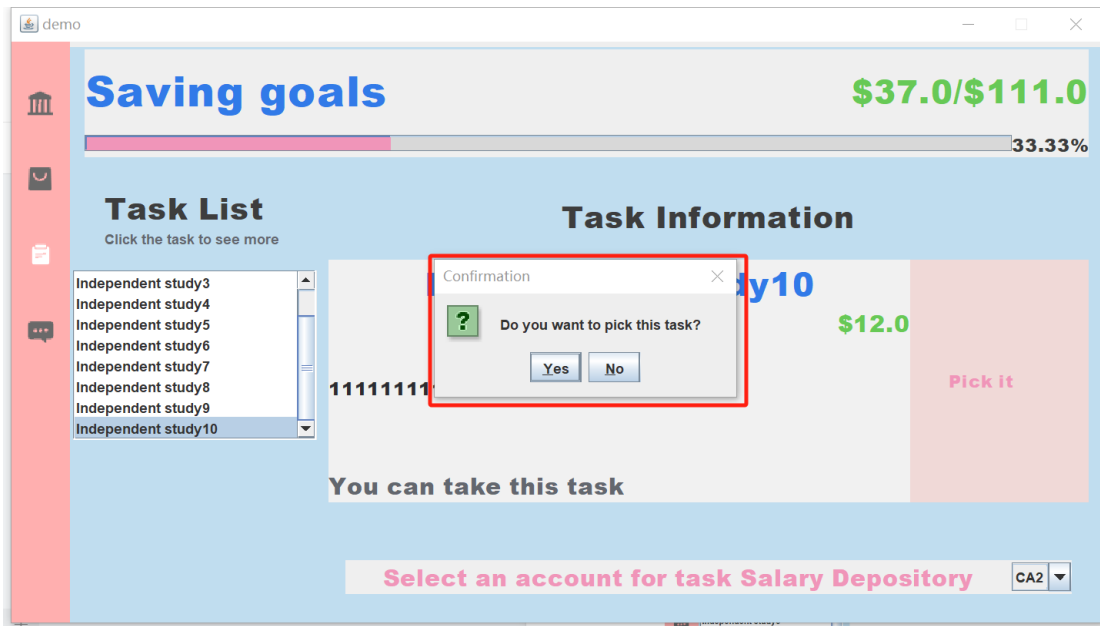 demo
Saving goals
$37.0/$111.0
33.33%
Task List
Click the task to see more
Task Information
Independent study3
Independent study4
Independent study5
Independent study6
Independent study7
Independent study8
Independent study9
Independent study10
dy10
$12.0
Confirmation
? Do you want to pick this task?
Yes No
111111111
Pick it
You can take this task
Select an account for task Salary Depository
CA2